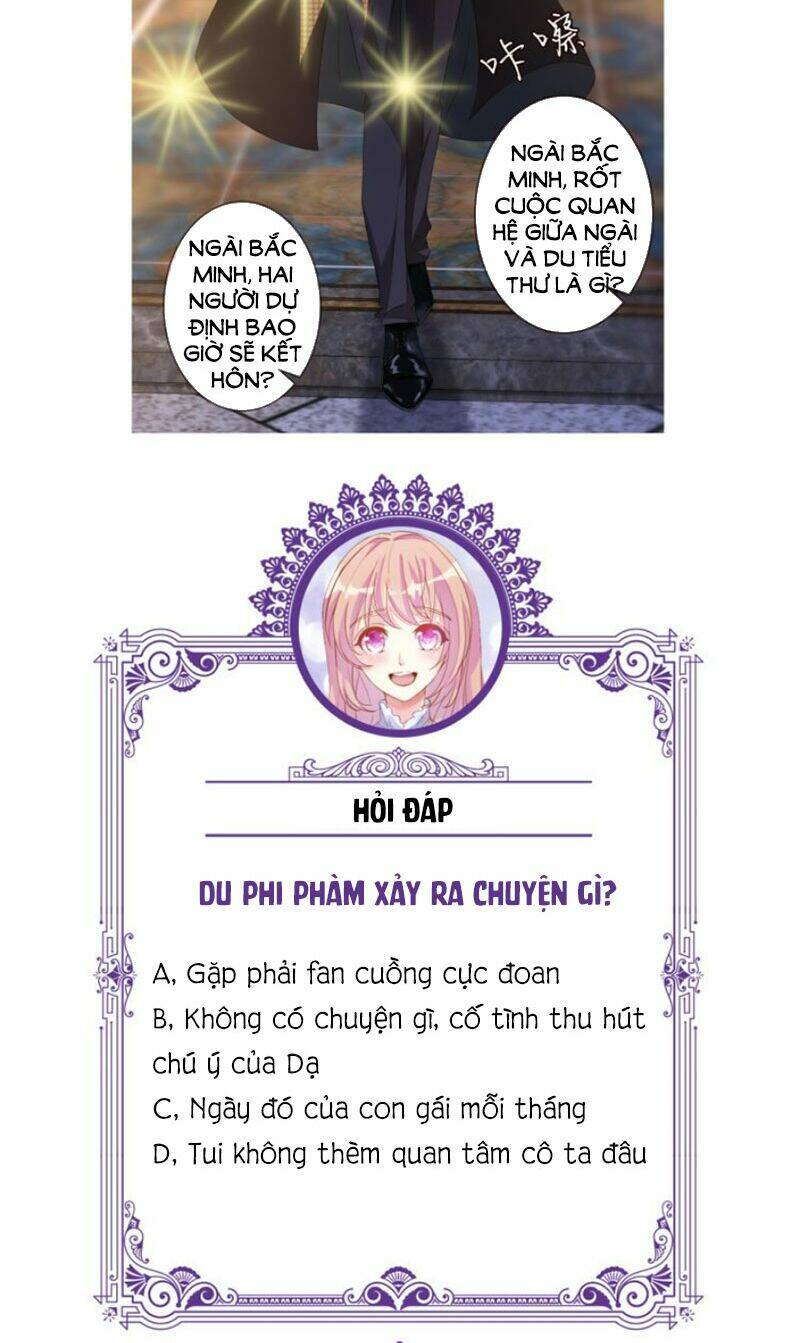 咔嚓
NGÀI BẮC
MINH, RỐT
CUỘC QUAN
HỆ GIỮA NGÀI
VÀ DU TIỂU
THƯ LÀ GÌ?
NGÀI BẮC
MINH, HAI
NGƯỜI DỰ
ĐỊNH BAO
GIỜ SẼ KẾT
HÔN?
HỎI ĐÁP
DU PHI PHÀM XẢY RA CHUYỆN GÌ?
A, Gặp phải fan cuồng cực đoan
B, Không có chuyện gì, cố tình thu hút
chú ý của Dạ
C, Ngày đó của con gái mỗi tháng
D, Tui không thèm quan tâm cô ta đâu